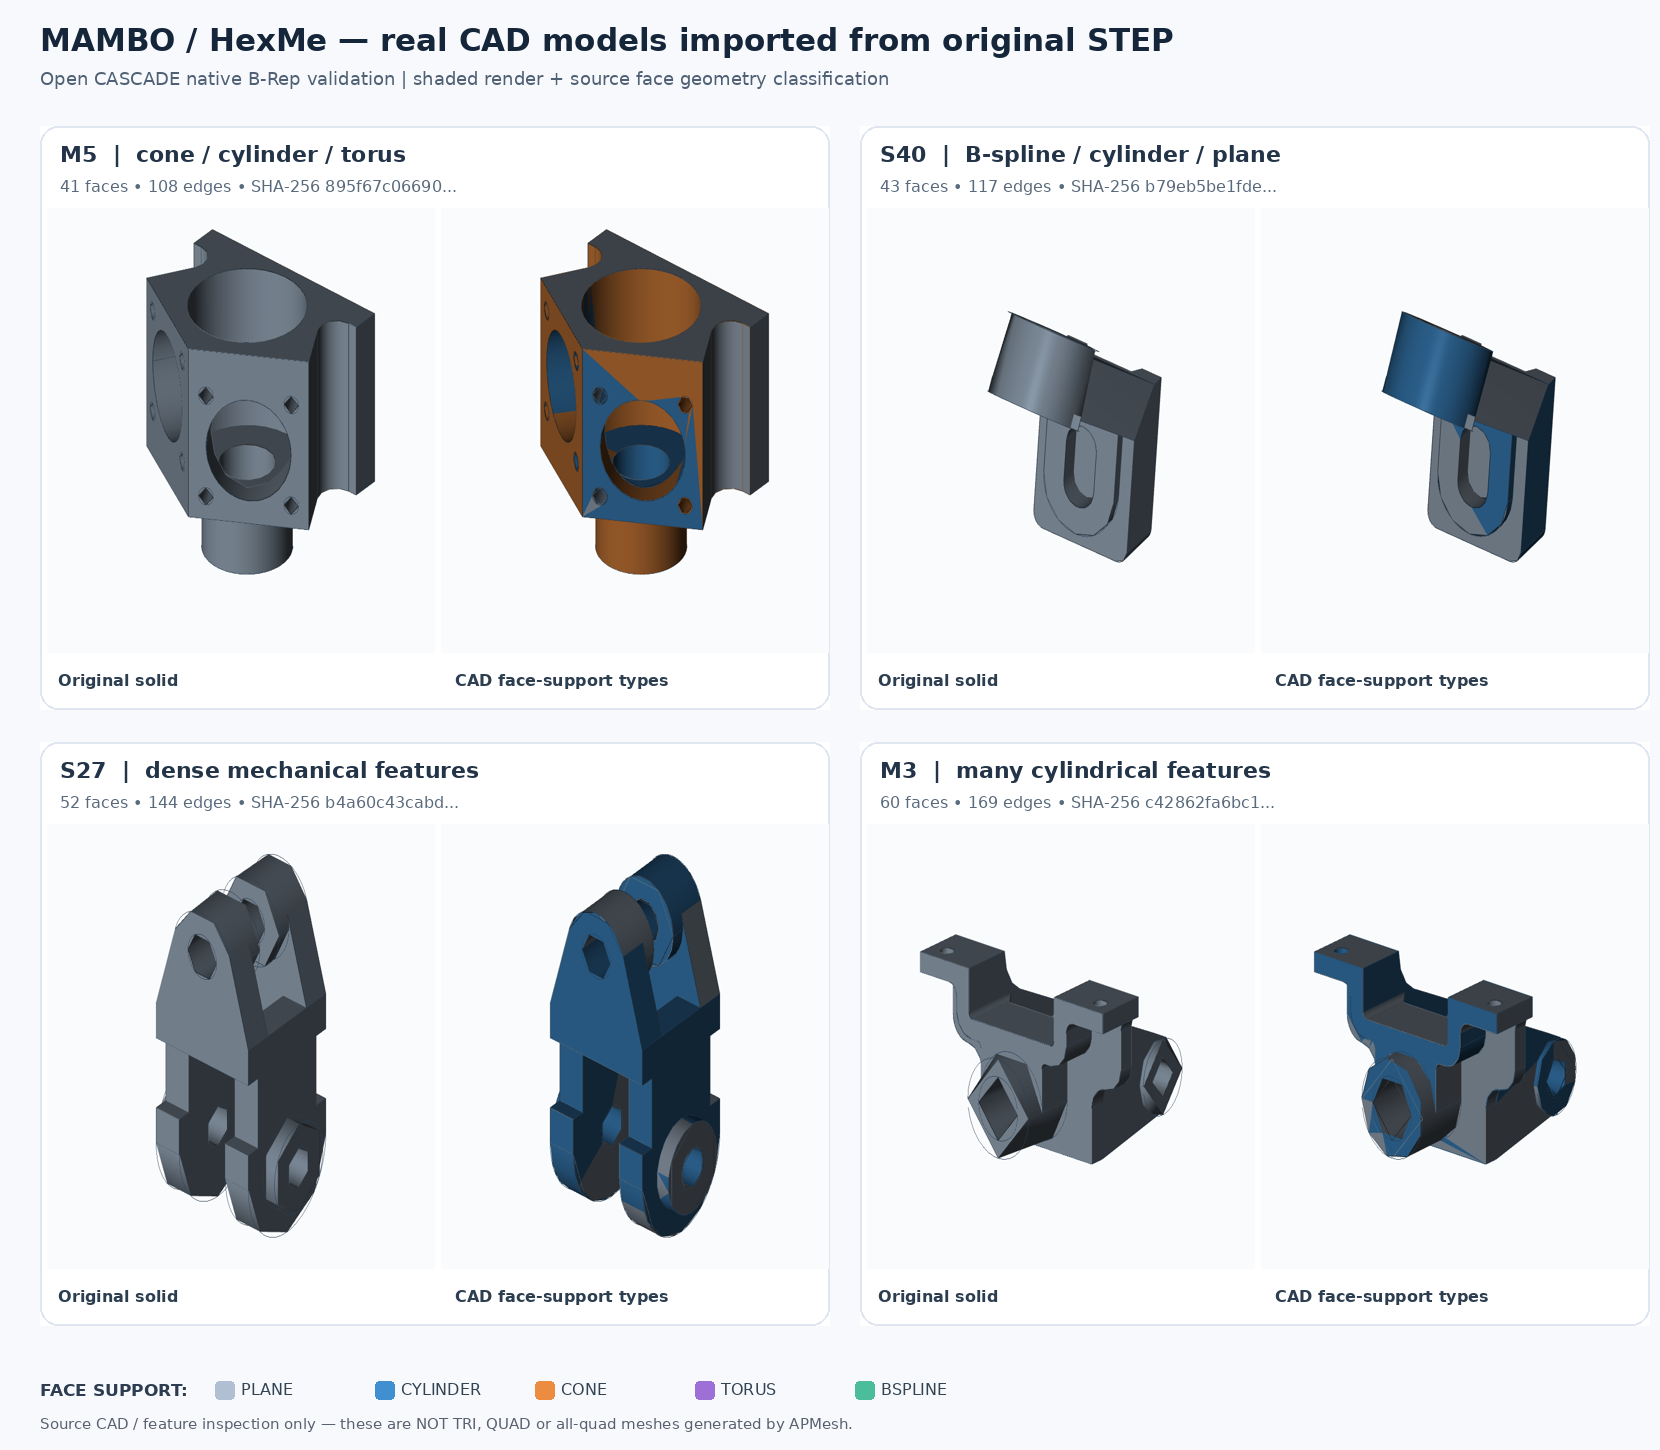 MAMBO / HexMe — real CAD models imported from original STEP
Open CASCADE native B-Rep validation | shaded render + source face geometry classification
M5 | cone / cylinder / torus
41 faces • 108 edges • SHA-256 895f67c06690...
Original solid
CAD face-support types
S40 | B-spline / cylinder / plane
43 faces • 117 edges • SHA-256 b79eb5be1fde...
Original solid
CAD face-support types
S27 | dense mechanical features
52 faces • 144 edges • SHA-256 b4a60c43cabd...
Original solid
CAD face-support types
M3 | many cylindrical features
60 faces • 169 edges • SHA-256 c42862fa6bc1...
Original solid
CAD face-support types
FACE SUPPORT: PLANE CYLINDER CONE TORUS BSPLINE
Source CAD / feature inspection only — these are NOT TRI, QUAD or all-quad meshes generated by APMesh.